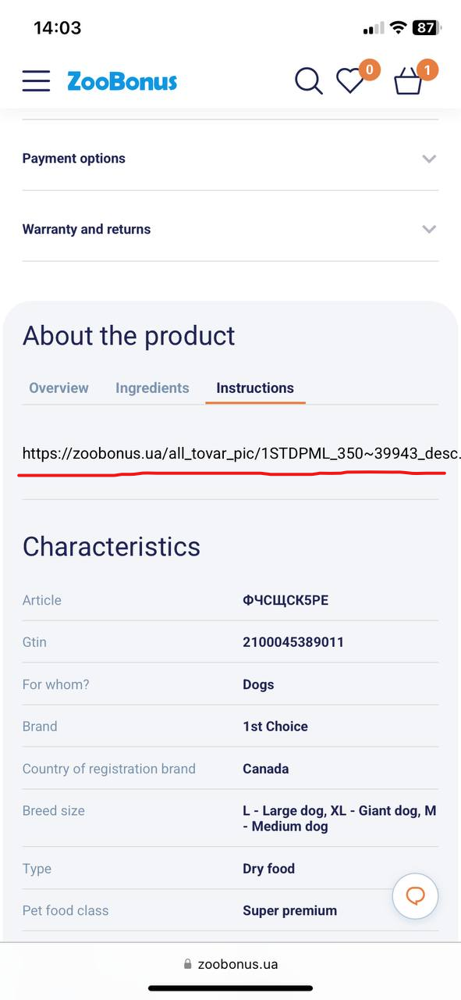 14:03
87
ZooBonus
0
1
Payment options
Warranty and returns
About the product
Overview Ingredients Instructions
https://zoobonus.ua/all_tovar_pic/1STDPML_350~39943_desc.
Characteristics
Article ФЧСЩСК5РЕ
Gtin 2100045389011
For whom? Dogs
Brand 1st Choice
Country of registration brand Canada
Breed size L - Large dog, XL - Giant dog, M
- Medium dog
Type Dry food
Pet food class Super premium
zoobonus.ua